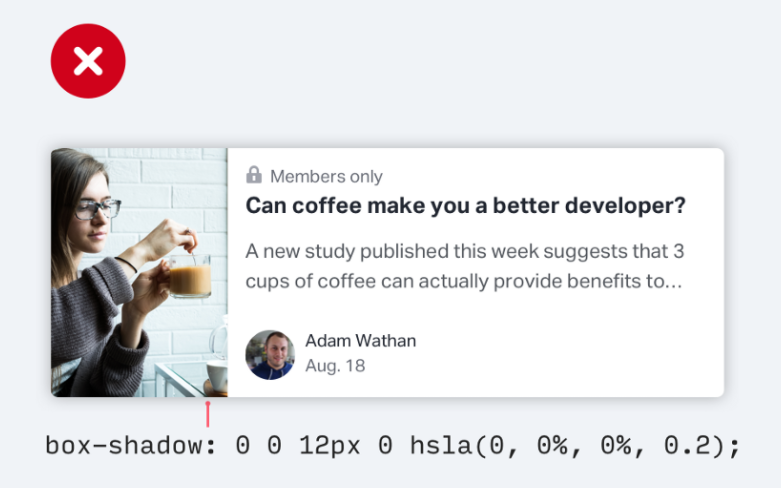 Members only
Can coffee make you a better developer?
A new study published this week suggests that 3
cups of coffee can actually provide benefits to...
Adam Wathan
Aug. 18
box-shadow: 0 0 12px 0 hsla(0, 0%, 0%, 0.2);